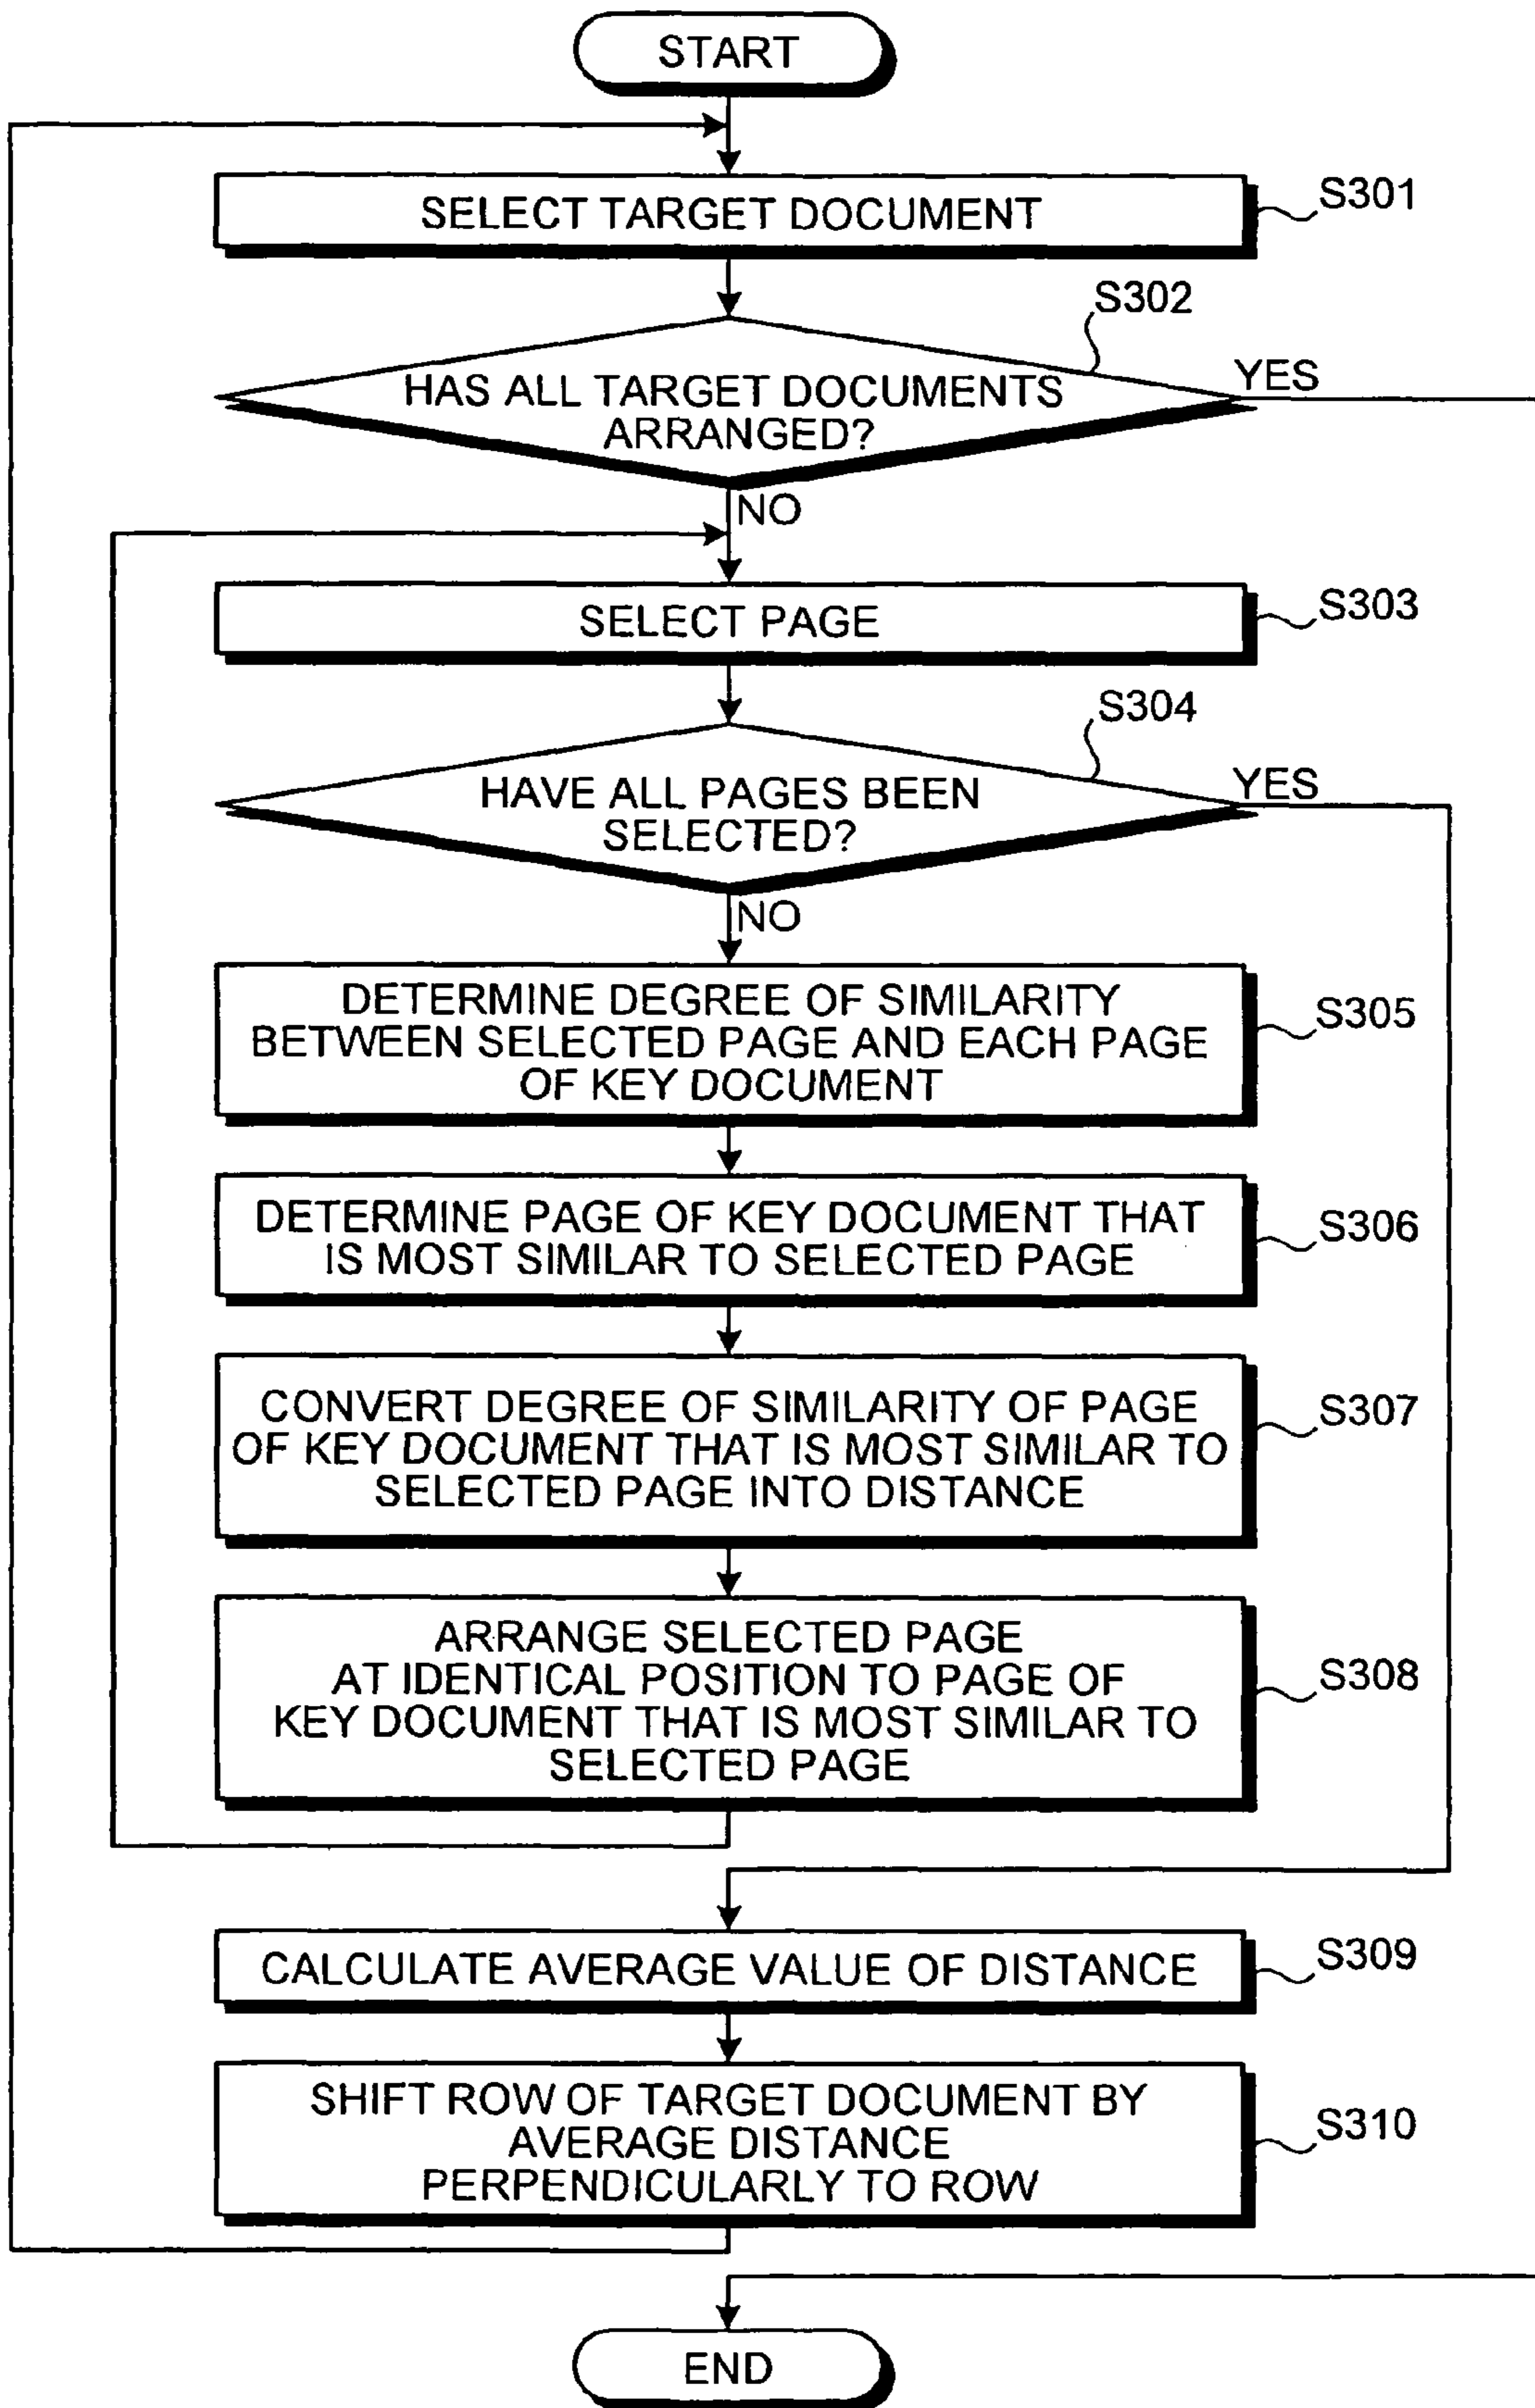 START
SELECT TARGET DOCUMENT
S301
S302
HAS ALL TARGET DOCUMENTS
ARRANGED?
YES
NO
SELECT PAGE
S303
S304
HAVE ALL PAGES BEEN
SELECTED?
YES
NO
DETERMINE DEGREE OF SIMILARITY
BETWEEN SELECTED PAGE AND EACH PAGE
OF KEY DOCUMENT
S305
DETERMINE PAGE OF KEY DOCUMENT THAT
IS MOST SIMILAR TO SELECTED PAGE
S306
CONVERT DEGREE OF SIMILARITY OF PAGE
OF KEY DOCUMENT THAT IS MOST SIMILAR TO
SELECTED PAGE INTO DISTANCE
S307
ARRANGE SELECTED PAGE
AT IDENTICAL POSITION TO PAGE OF
KEY DOCUMENT THAT IS MOST SIMILAR TO
SELECTED PAGE
S308
CALCULATE AVERAGE VALUE OF DISTANCE
S309
SHIFT ROW OF TARGET DOCUMENT BY
AVERAGE DISTANCE
PERPENDICULARLY TO ROW
S310
END